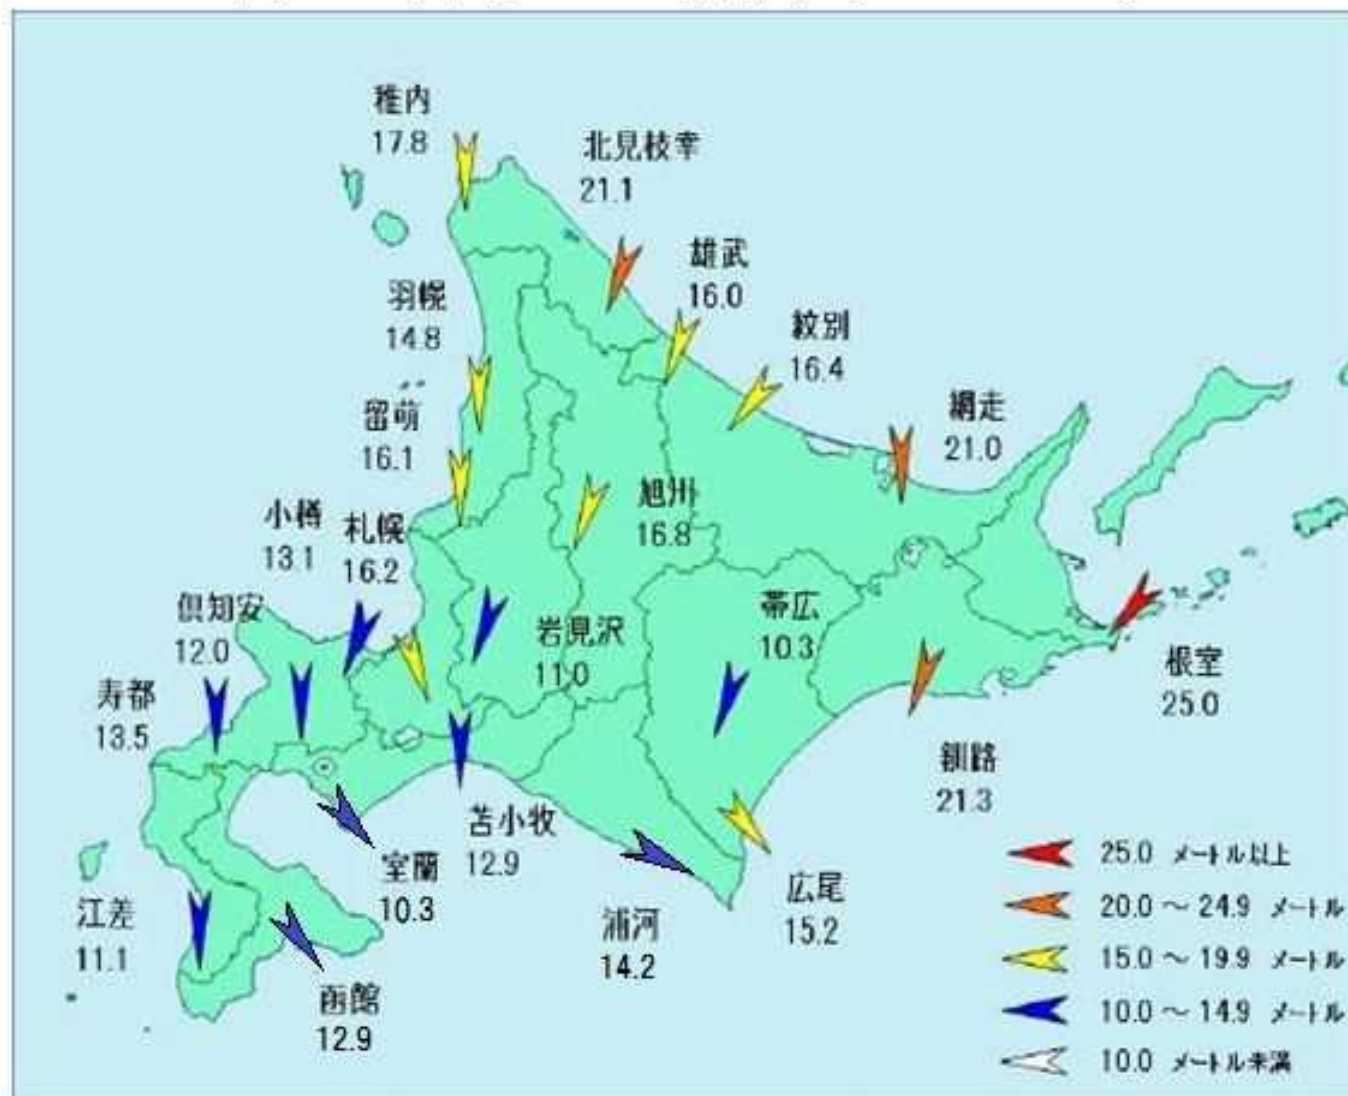 稚内
17.8
北見枝幸
21.1
雄武
16.0
羽幌
14.8
紋別
16.4
留萌
16.1
網走
21.0
旭川
16.8
小樽
13.1
札幌
16.2
倶知安
12.0
岩見沢
11.0
帯広
10.3
根室
25.0
寿都
13.5
釧路
21.3
苫小牧
12.9
室蘭
10.3
広尾
15.2
浦河
14.2
江差
11.1
函館
12.9
25.0 メートル以上
20.0 ～ 24.9 メートル
15.0 ～ 19.9 メートル
10.0 ～ 14.9 メートル
10.0 メートル未満